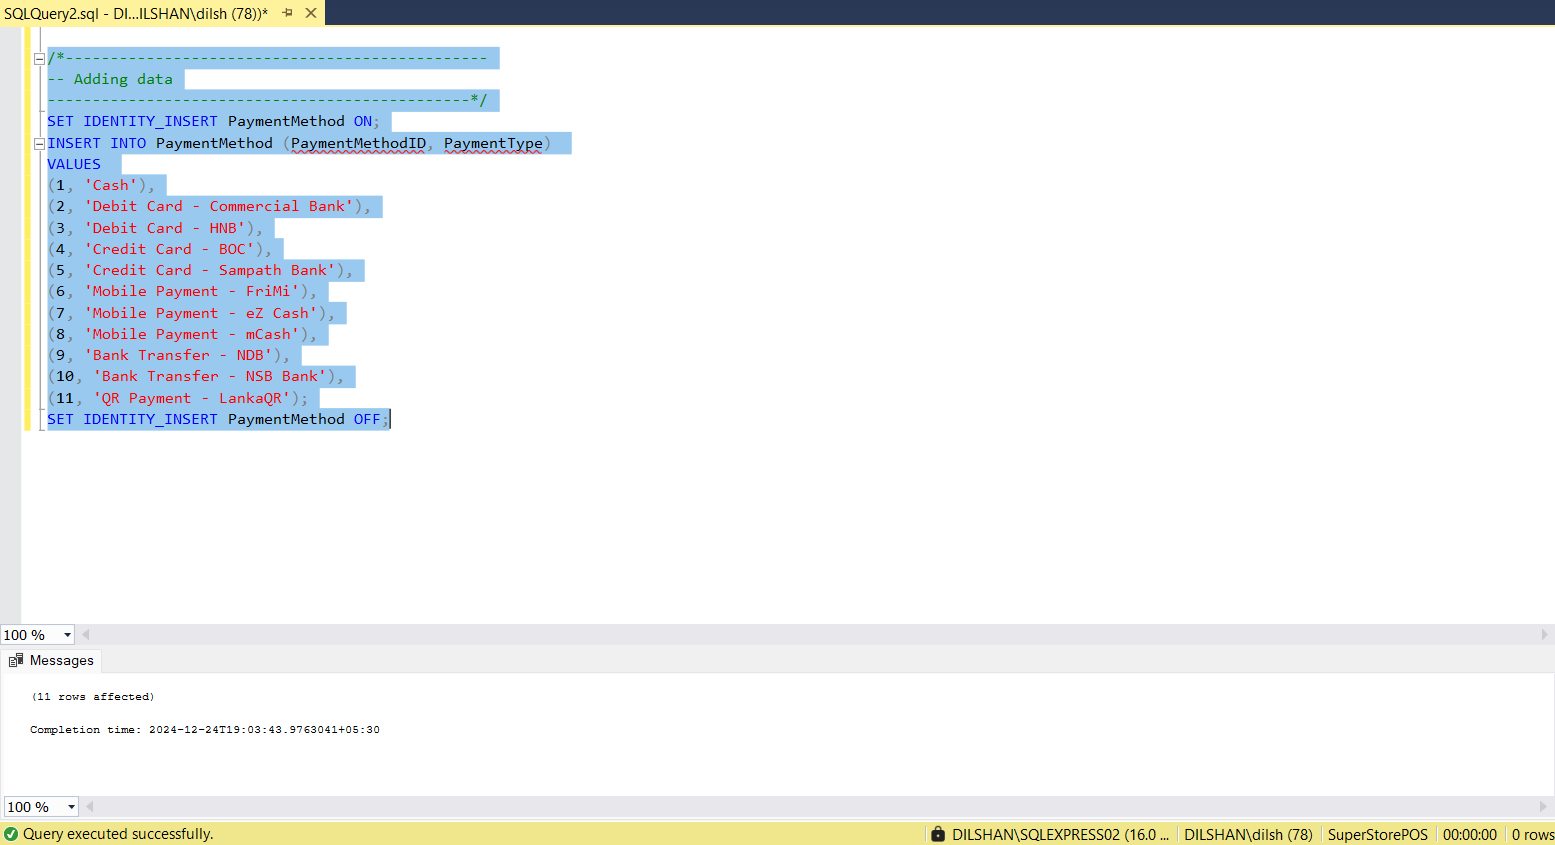 SQLQuery2.sql - DI...ILSHAN\dilsh (78))*
/*-----------------------------------------------
-- Adding data
-----------------------------------------------*/
SET IDENTITY_INSERT PaymentMethod ON;
INSERT INTO PaymentMethod (PaymentMethodID, PaymentType)
VALUES
(1, 'Cash'),
(2, 'Debit Card - Commercial Bank'),
(3, 'Debit Card - HNB'),
(4, 'Credit Card - BOC'),
(5, 'Credit Card - Sampath Bank'),
(6, 'Mobile Payment - FriMi'),
(7, 'Mobile Payment - eZ Cash'),
(8, 'Mobile Payment - mCash'),
(9, 'Bank Transfer - NDB'),
(10, 'Bank Transfer - NSB Bank'),
(11, 'QR Payment - LankaQR');
SET IDENTITY_INSERT PaymentMethod OFF;
100 %
Messages
(11 rows affected)
Completion time: 2024-12-24T19:03:43.9763041+05:30
100 %
Query executed successfully. DILSHAN\SQLEXPRESS02 (16.0 ... DILSHAN\dilsh (78) SuperStorePOS 00:00:00 0 rows